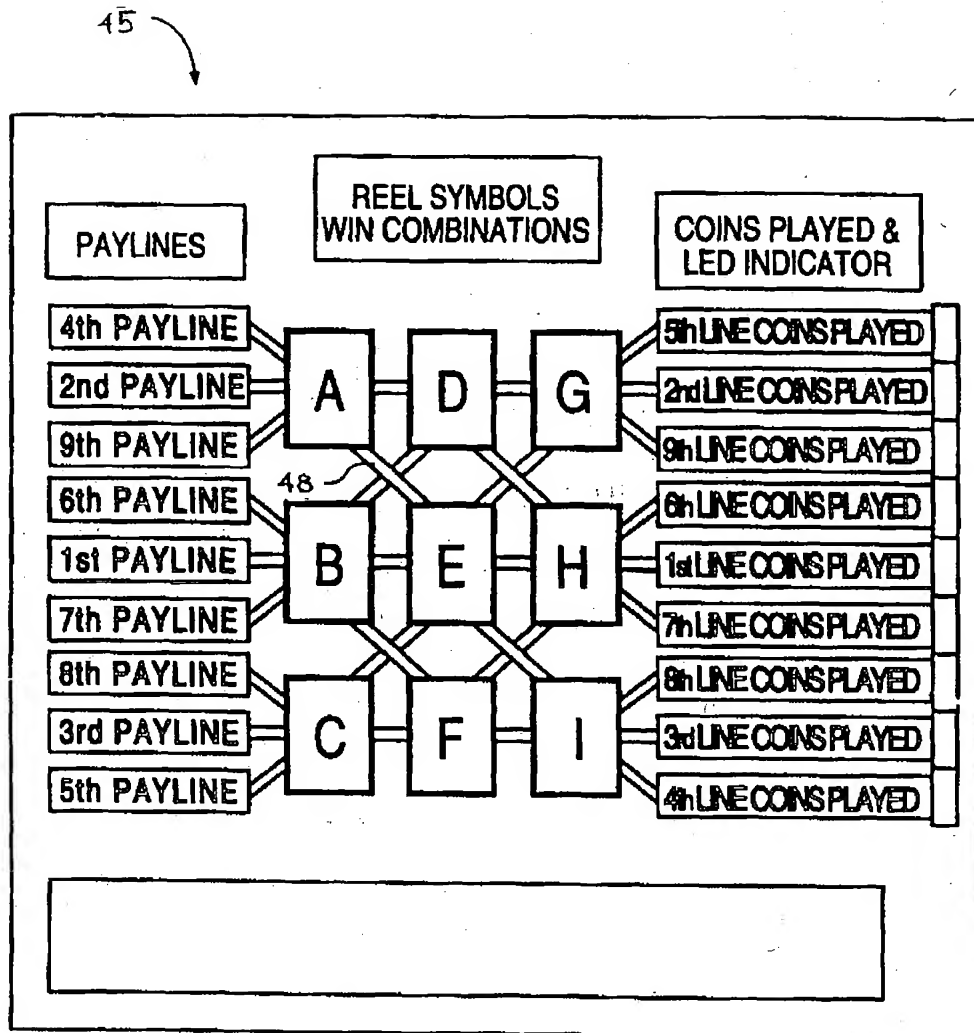 45
REEL SYMBOLS
WIN COMBINATIONS
PAYLINES
COINS PLAYED &
LED INDICATOR
4th PAYLINE
2nd PAYLINE
9th PAYLINE
6th PAYLINE
1st PAYLINE
7th PAYLINE
8th PAYLINE
3rd PAYLINE
5th PAYLINE
A D G
48
B E H
C F I
5th LINE COINS PLAYED
2nd LINE COINS PLAYED
9th LINE COINS PLAYED
6th LINE COINS PLAYED
1st LINE COINS PLAYED
7th LINE COINS PLAYED
8th LINE COINS PLAYED
3rd LINE COINS PLAYED
4th LINE COINS PLAYED